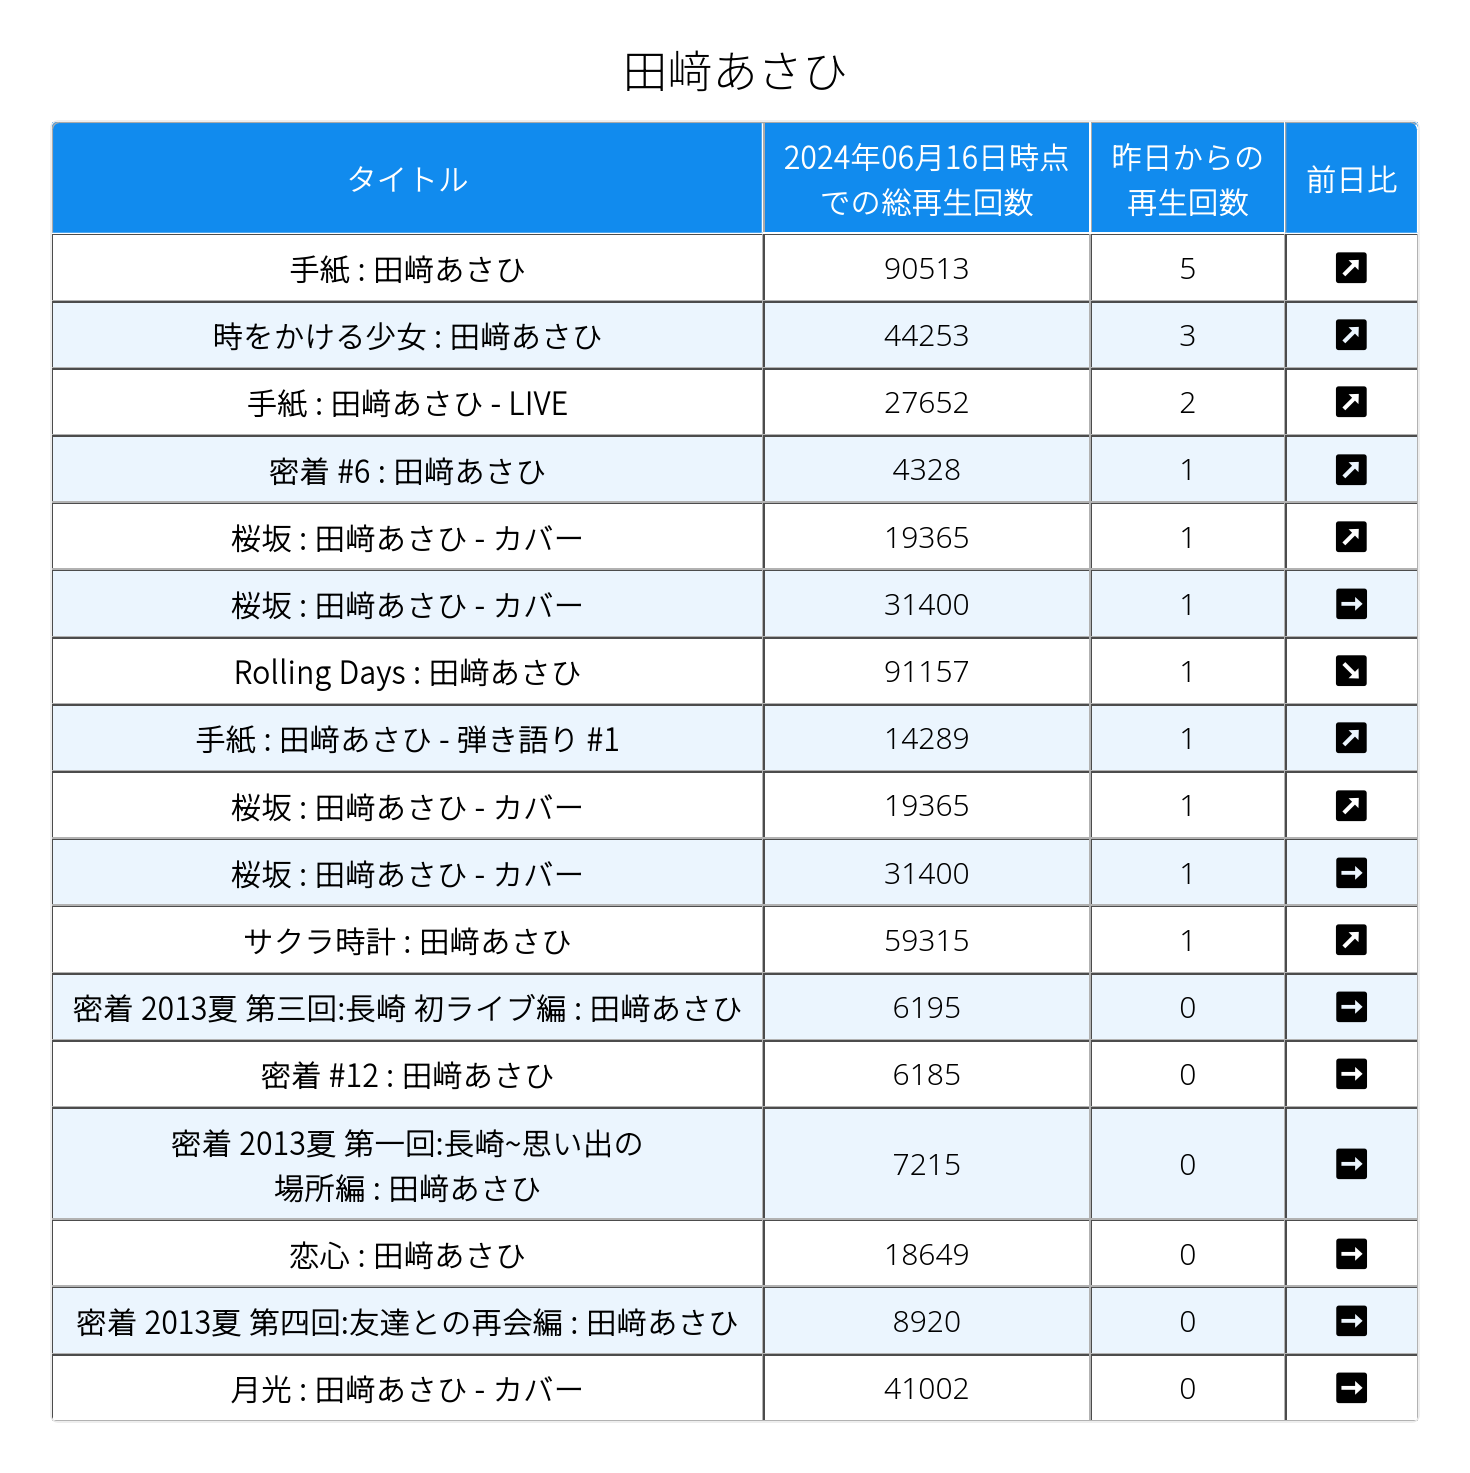 田﨑あさひ
タイトル
2024年06月16日時点
での総再生回数
昨日からの
再生回数
前日比
手紙 : 田﨑あさひ 90513 5
時をかける少女 : 田﨑あさひ 44253 3
手紙 : 田﨑あさひ - LIVE 27652 2
密着 #6 : 田﨑あさひ 4328 1
桜坂 : 田﨑あさひ - カバー 19365 1
桜坂 : 田﨑あさひ - カバー 31400 1
Rolling Days : 田﨑あさひ 91157 1
手紙 : 田﨑あさひ - 弾き語り #1 14289 1
桜坂 : 田﨑あさひ - カバー 19365 1
桜坂 : 田﨑あさひ - カバー 31400 1
サクラ時計 : 田﨑あさひ 59315 1
密着 2013夏 第三回:長崎 初ライブ編 : 田﨑あさひ 6195 0
密着 #12 : 田﨑あさひ 6185 0
密着 2013夏 第一回:長崎~思い出の
場所編 : 田﨑あさひ 7215 0
恋心 : 田﨑あさひ 18649 0
密着 2013夏 第四回:友達との再会編 : 田﨑あさひ 8920 0
月光 : 田﨑あさひ - カバー 41002 0